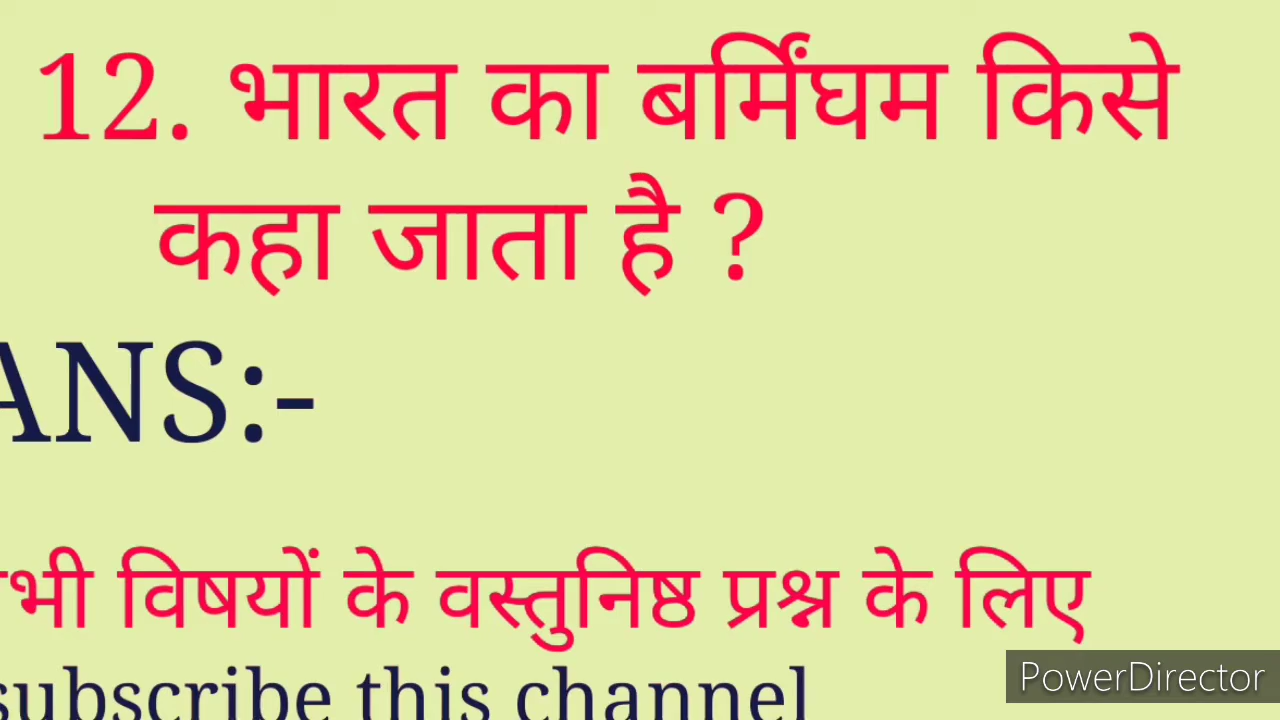 12. भारत का बर्मिंघम किसे
कहा जाता है ?
ANS:-
भी विषयों के वस्तुनिष्ठ प्रश्न के लिए
subscribe this channel
PowerDirector